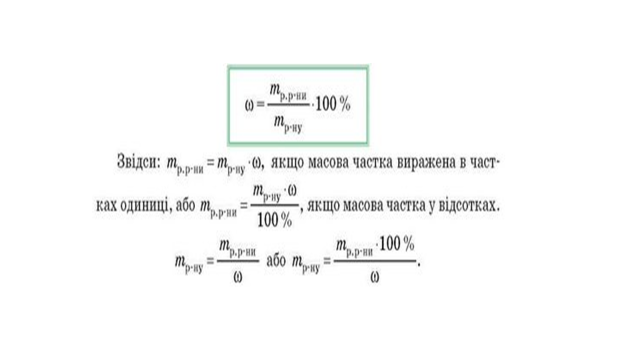 ω = m р.р-ни / m р-ну · 100 %
Звідси: m р.р-ни = m р-ну · ω, якщо масова частка виражена в част-
ках одиниці, або m р.р-ни = m р-ну · ω / 100 %, якщо масова частка у відсотках.
m р-ну = m р.р-ни / ω або m р-ну = m р.р-ни · 100 % / ω.